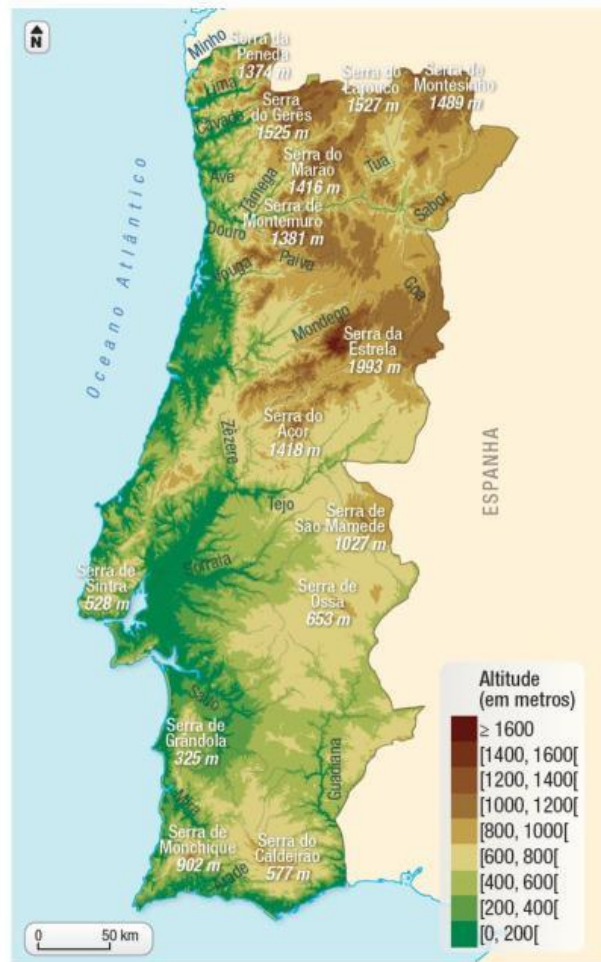 N
Minho
Serra da
Peneda
1374 m
Serra do
Larouco
1527 m
Serra de
Montesinho
1489 m
Lima
Serra
do Gerês
1525 m
Cávado
Serra do
Marão
1416 m
Tua
Ave
Tâmega
Sabor
Serra de
Montemuro
1381 m
Douro
Paiva
Vouga
Coa
Oceano Atlântico
Mondego
Serra da
Estrela
1993 m
Serra do
Açor
1418 m
Zêzere
ESPANHA
Tejo
Serra de
São Mamede
1027 m
Sorraia
Serra de
Sintra
528 m
Serra de
Ossa
653 m
Sado
Serra de
Grândola
325 m
Guadiana
Mira
Serra de
Monchique
902 m
Serra do
Caldeirão
577 m
Arade
Altitude
(em metros)
≥ 1600
[1400, 1600[
[1200, 1400[
[1000, 1200[
[800, 1000[
[600, 800[
[400, 600[
[200, 400[
[0, 200[
0 50 km